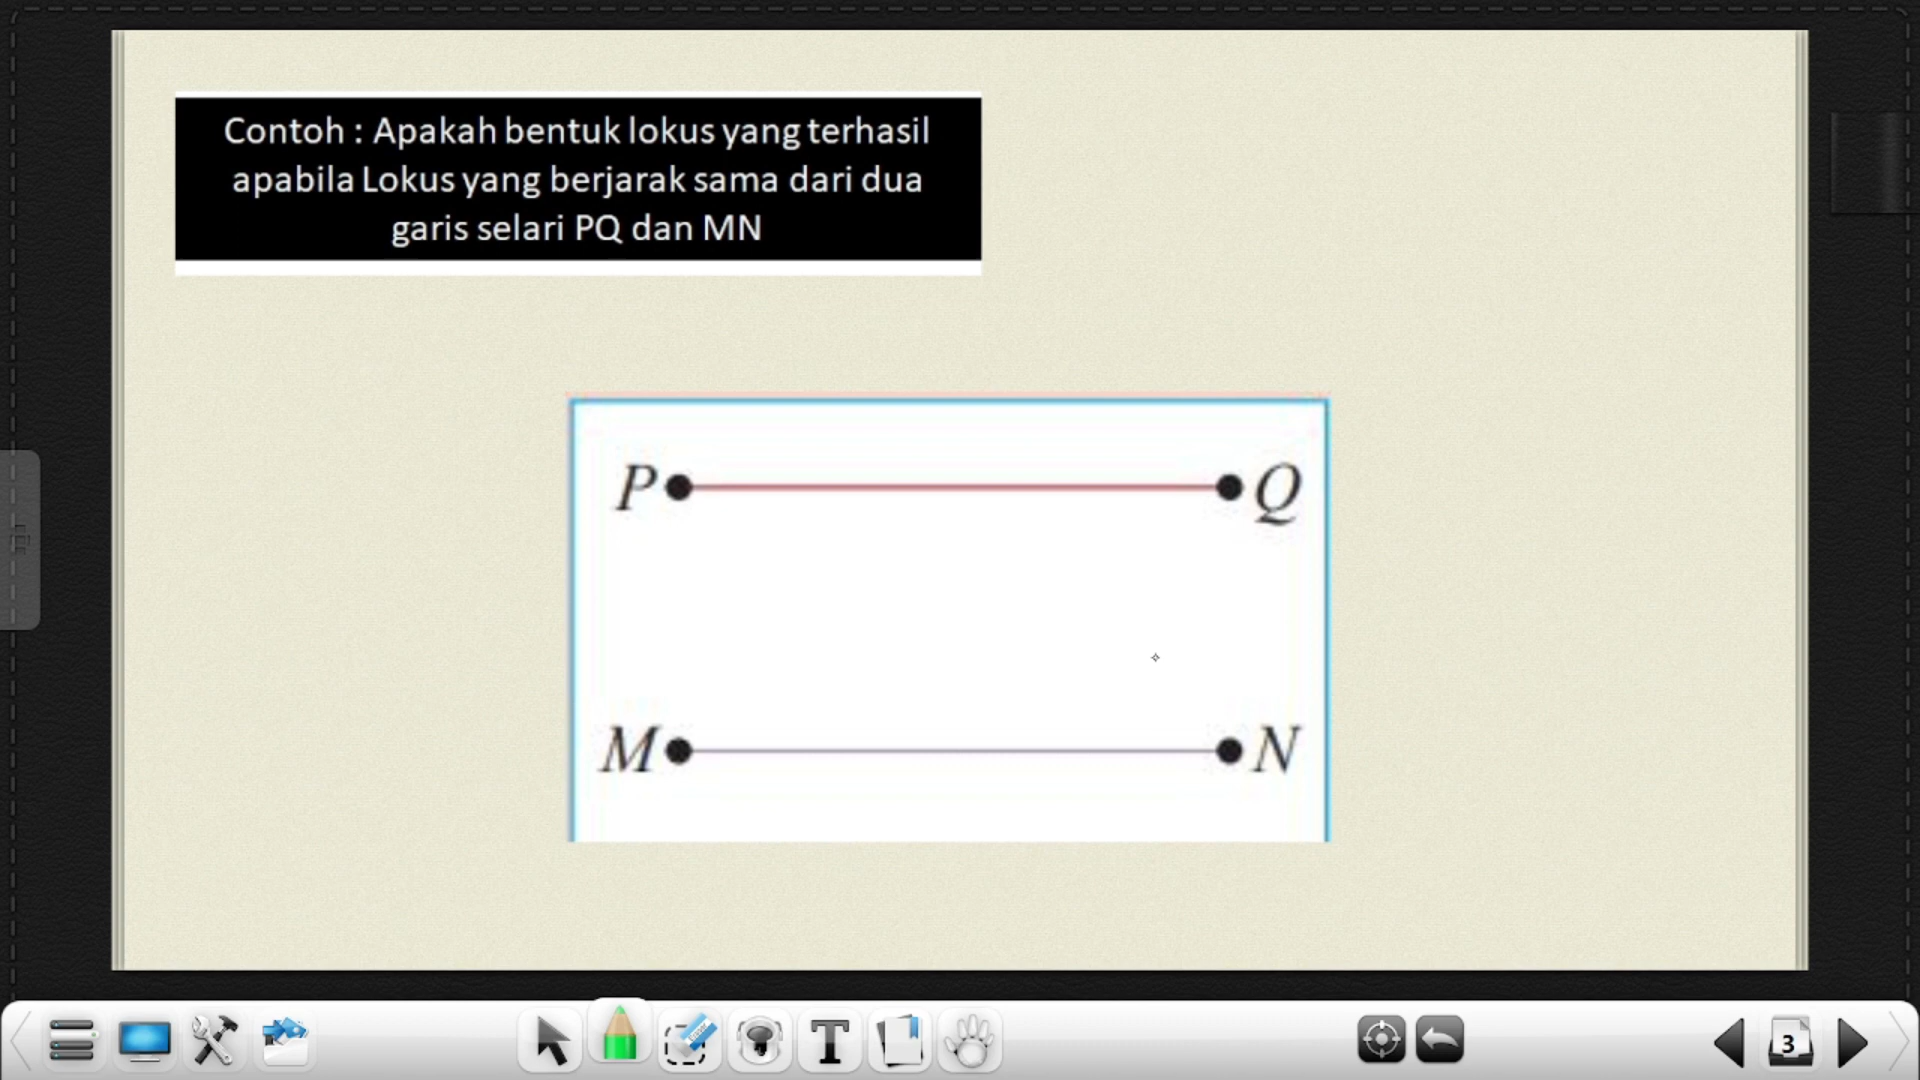 Contoh : Apakah bentuk lokus yang terhasil
apabila Lokus yang berjarak sama dari dua
garis selari PQ dan MN
P Q
M N
T
3